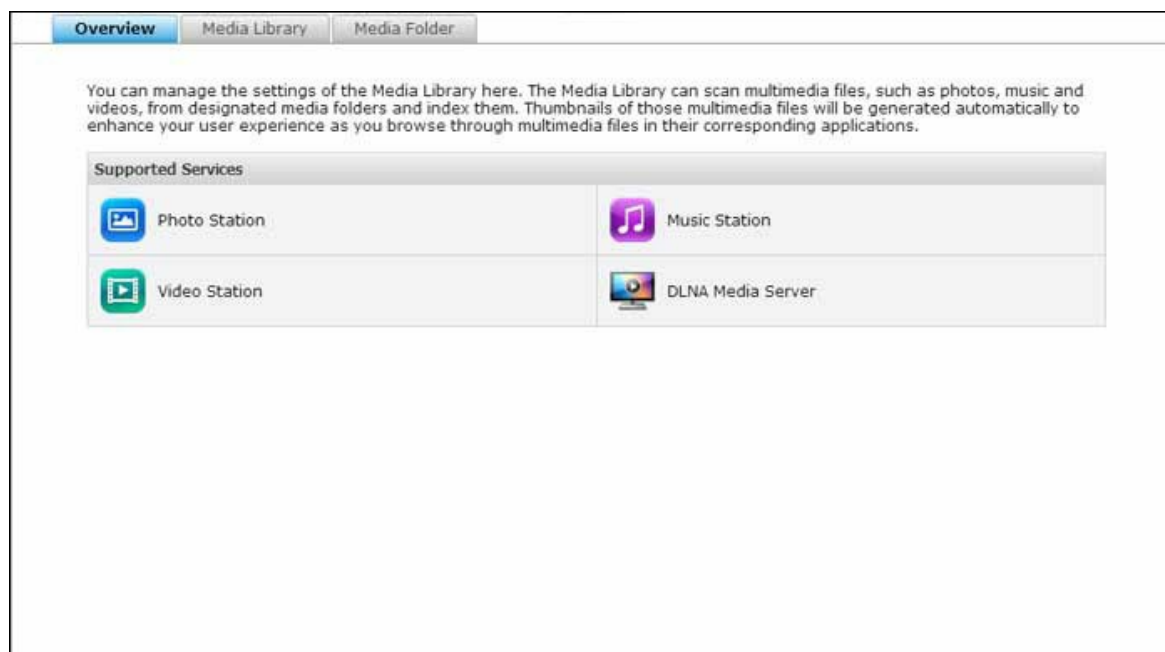 Overview
Media Library
Media Folder
You can manage the settings of the Media Library here. The Media Library can scan multimedia files, such as photos, music and
videos, from designated media folders and index them. Thumbnails of those multimedia files will be generated automatically to
enhance your user experience as you browse through multimedia files in their corresponding applications.
Supported Services
Photo Station
Music Station
Video Station
DLNA Media Server